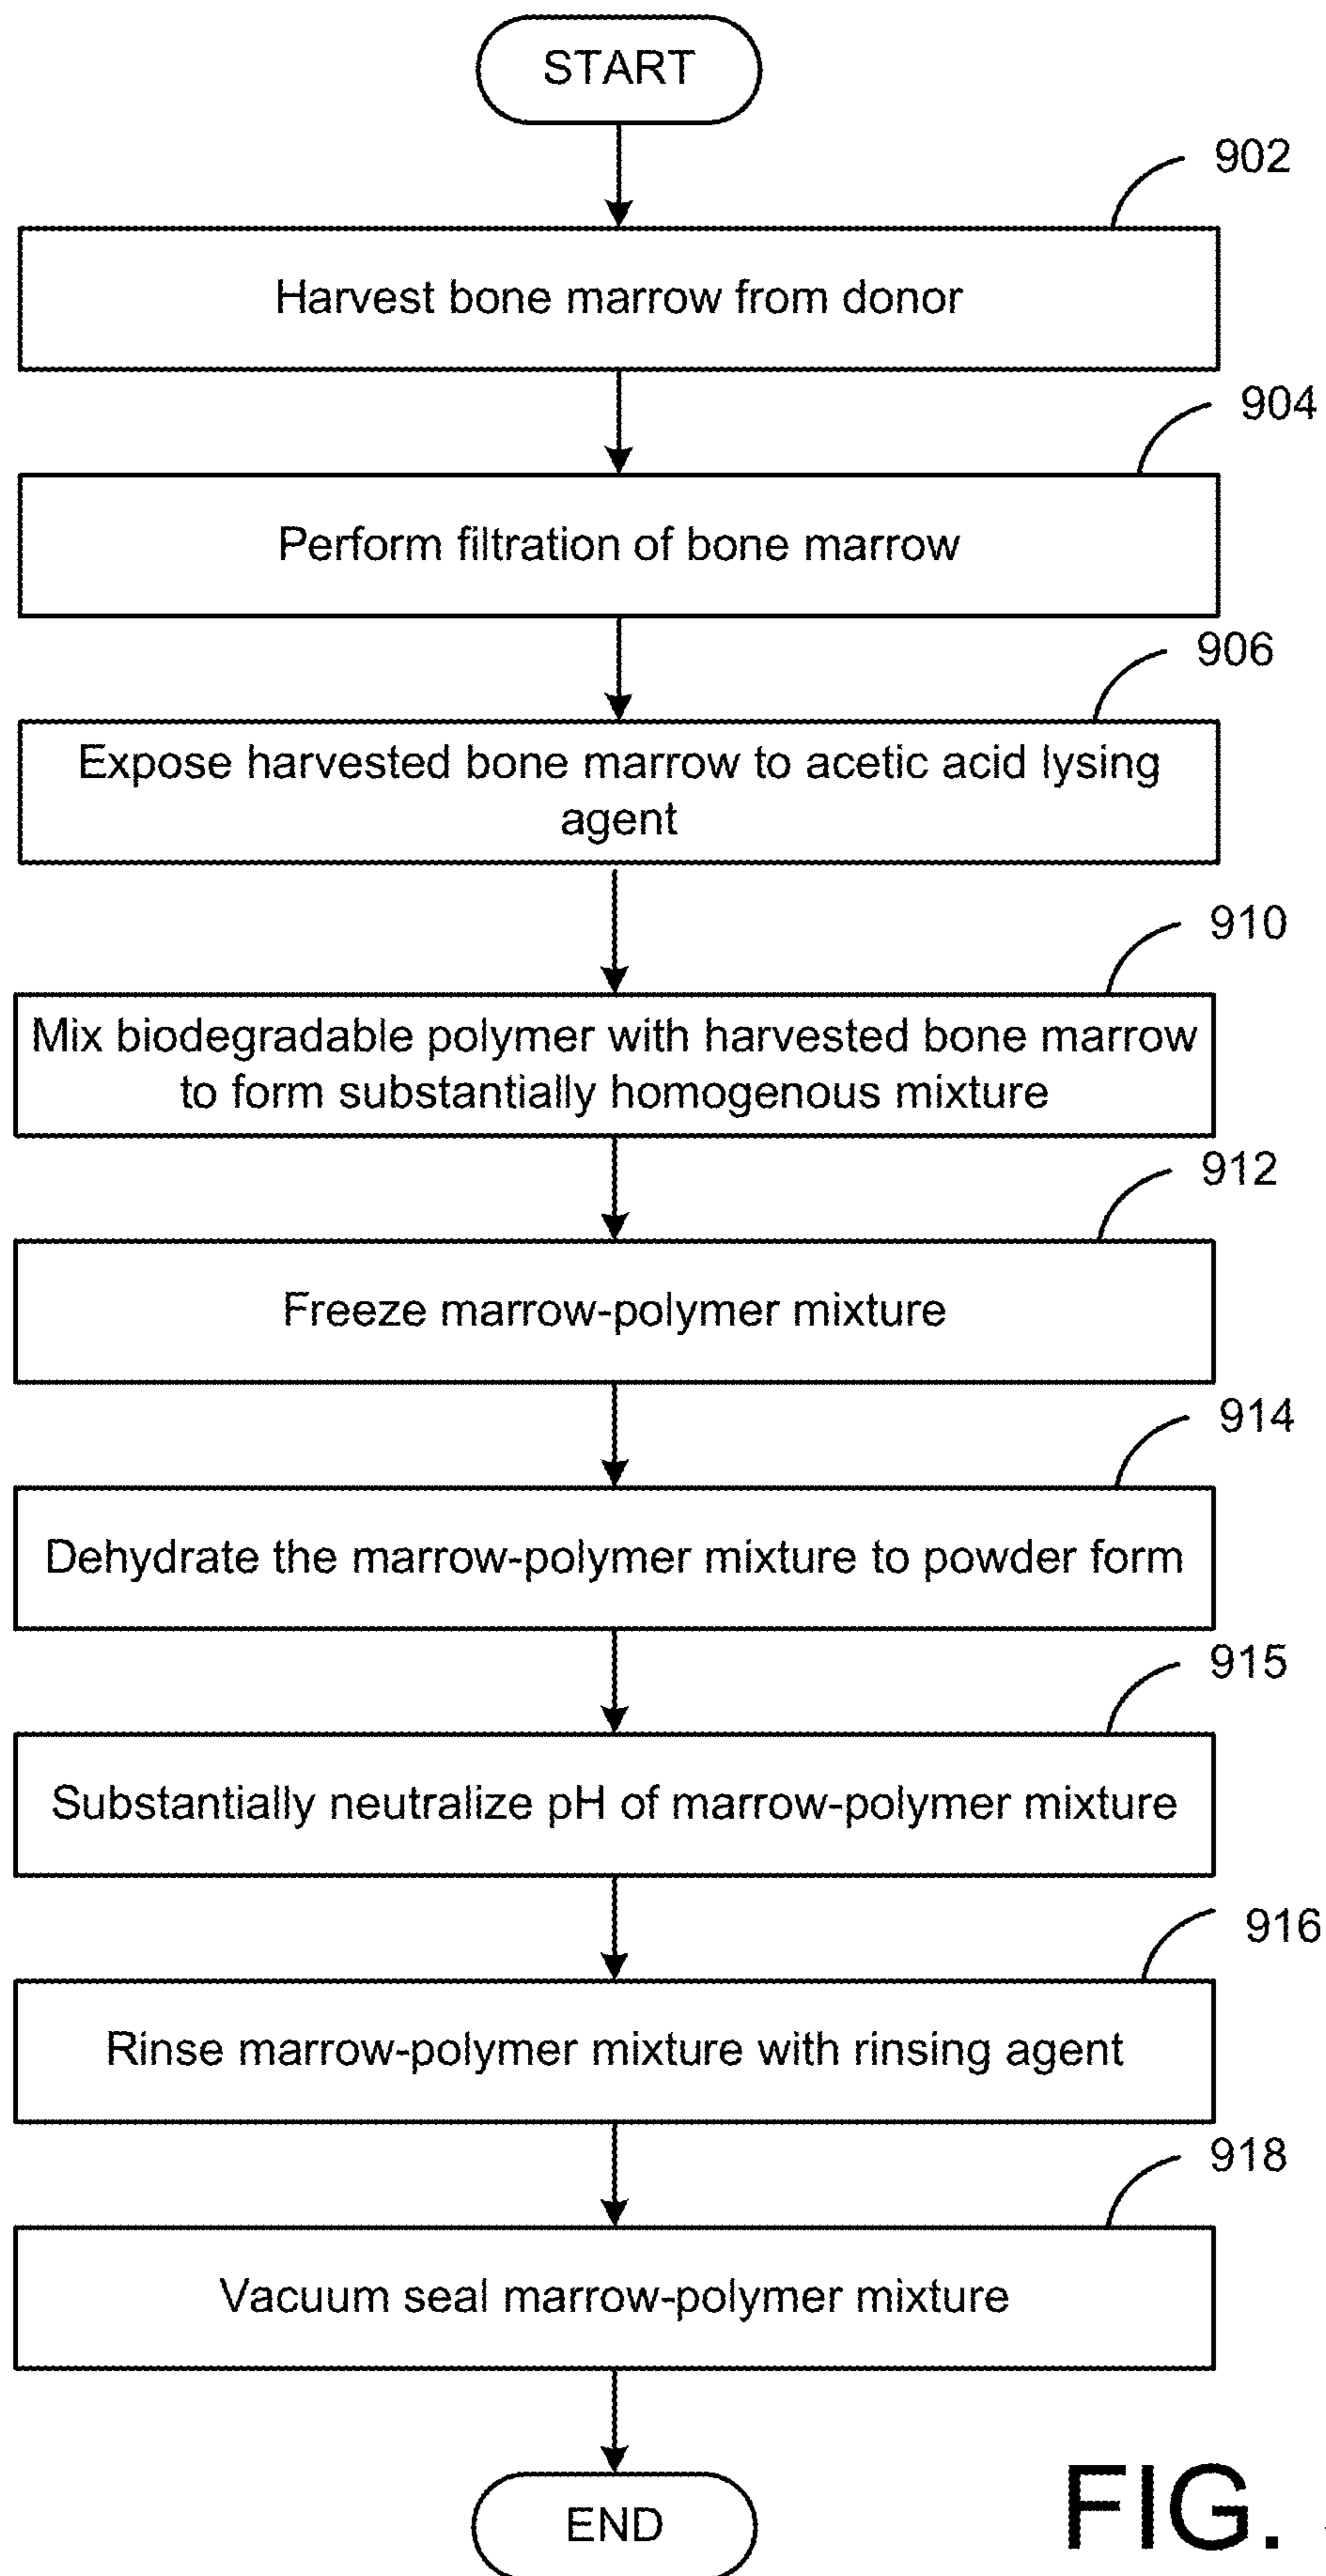 START
902
Harvest bone marrow from donor
904
Perform filtration of bone marrow
906
Expose harvested bone marrow to acetic acid lysing
agent
910
Mix biodegradable polymer with harvested bone marrow
to form substantially homogenous mixture
912
Freeze marrow-polymer mixture
914
Dehydrate the marrow-polymer mixture to powder form
915
Substantially neutralize pH of marrow-polymer mixture
916
Rinse marrow-polymer mixture with rinsing agent
918
Vacuum seal marrow-polymer mixture
END
FIG.